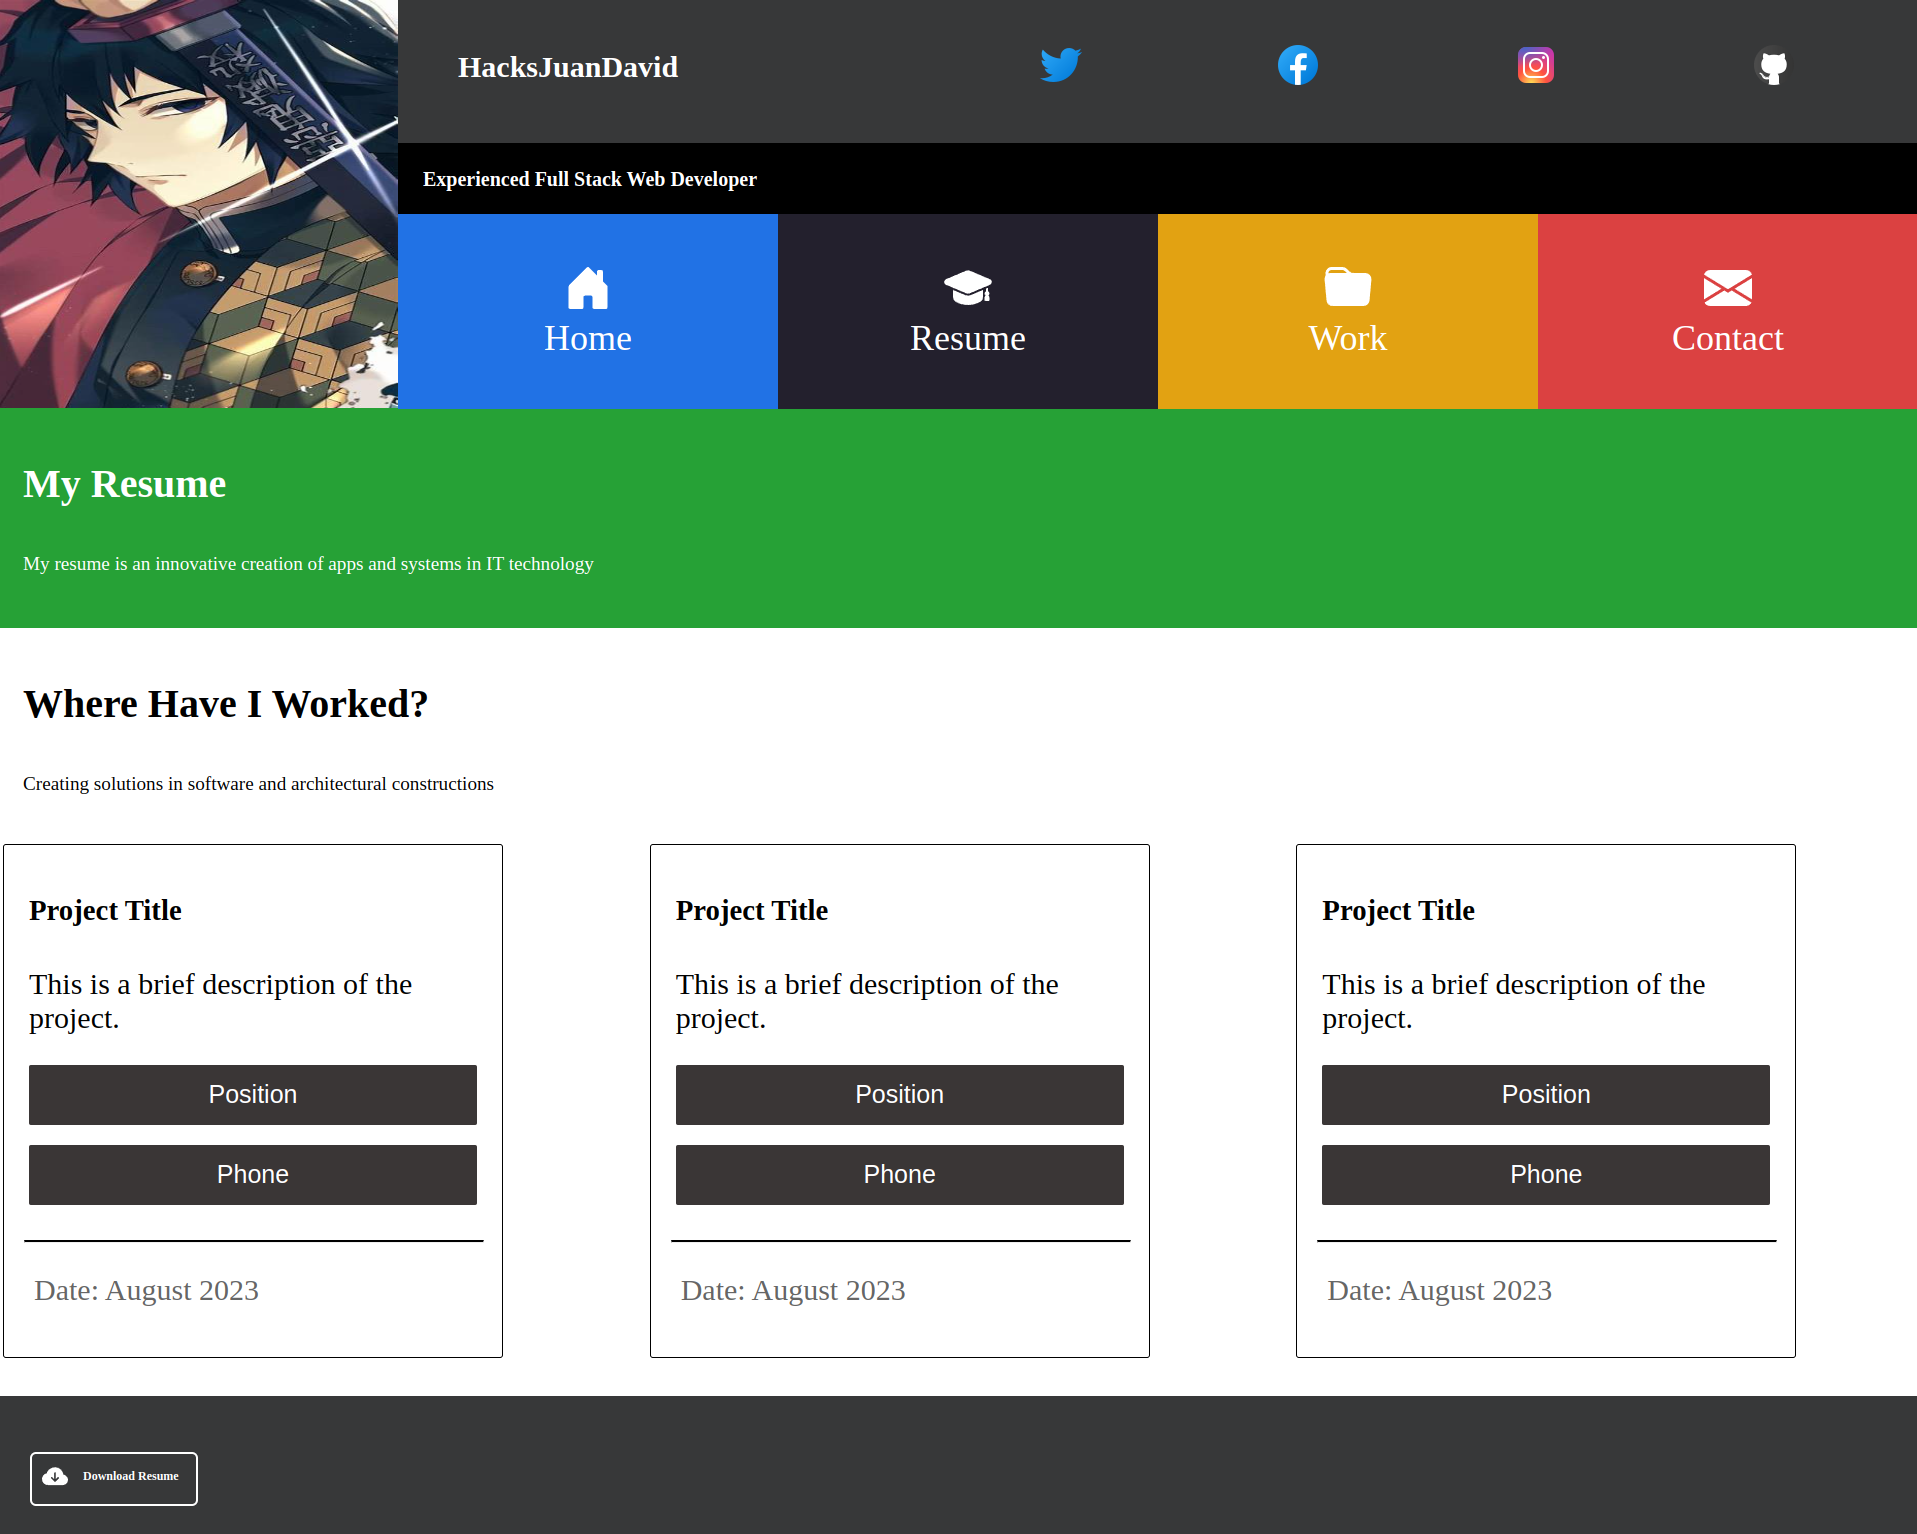 HacksJuanDavid
Experienced Full Stack Web Developer
Home
Resume
Work
Contact
My Resume
My resume is an innovative creation of apps and systems in IT technology
Where Have I Worked?
Creating solutions in software and architectural constructions
Project Title
This is a brief description of the
project.
Position
Phone
Date: August 2023
Project Title
This is a brief description of the
project.
Position
Phone
Date: August 2023
Project Title
This is a brief description of the
project.
Position
Phone
Date: August 2023
Download Resume